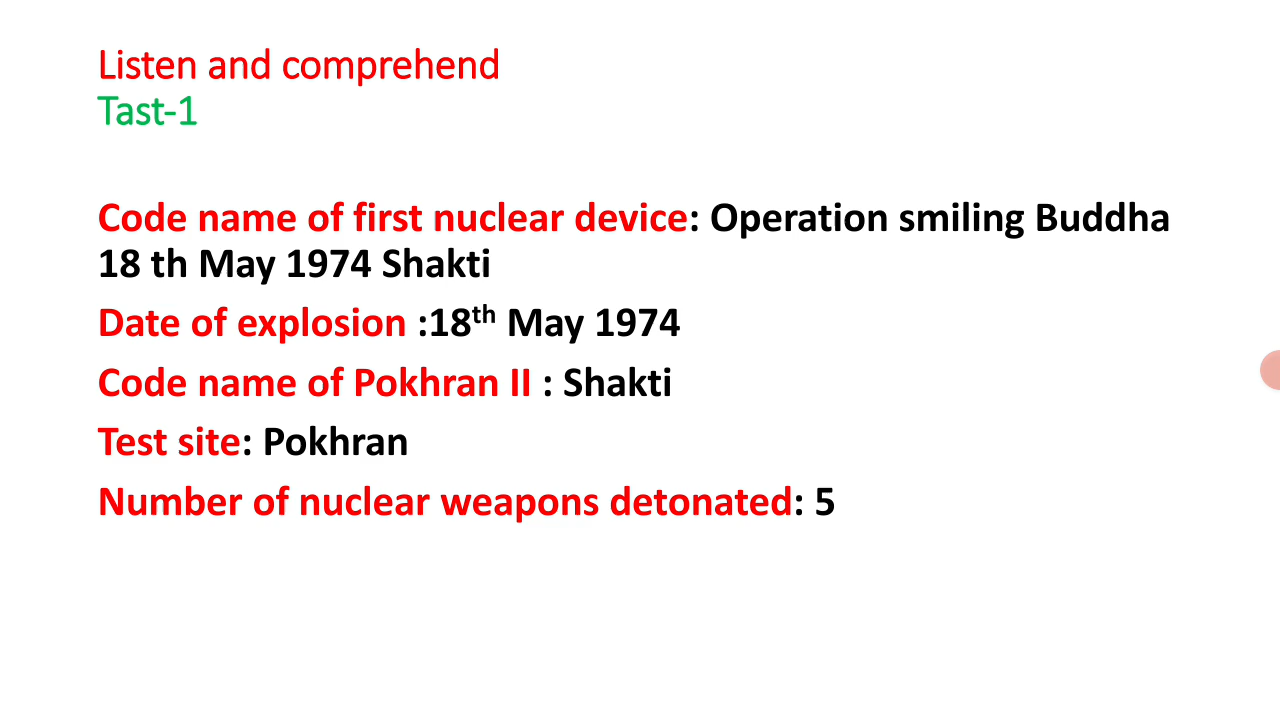 Listen and comprehend
Tast-1
Code name of first nuclear device: Operation smiling Buddha
18 th May 1974 Shakti
Date of explosion :18th May 1974
Code name of Pokhran II : Shakti
Test site: Pokhran
Number of nuclear weapons detonated: 5